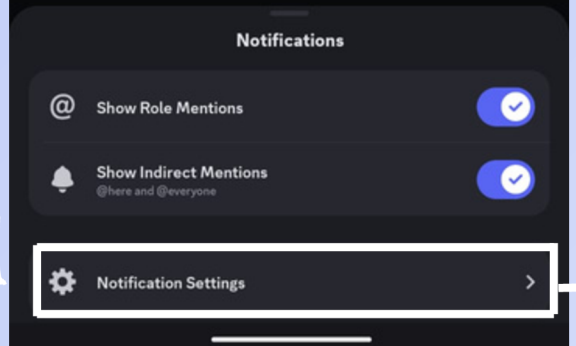 Notifications
@ Show Role Mentions
Show Indirect Mentions
@here and @everyone
Notification Settings